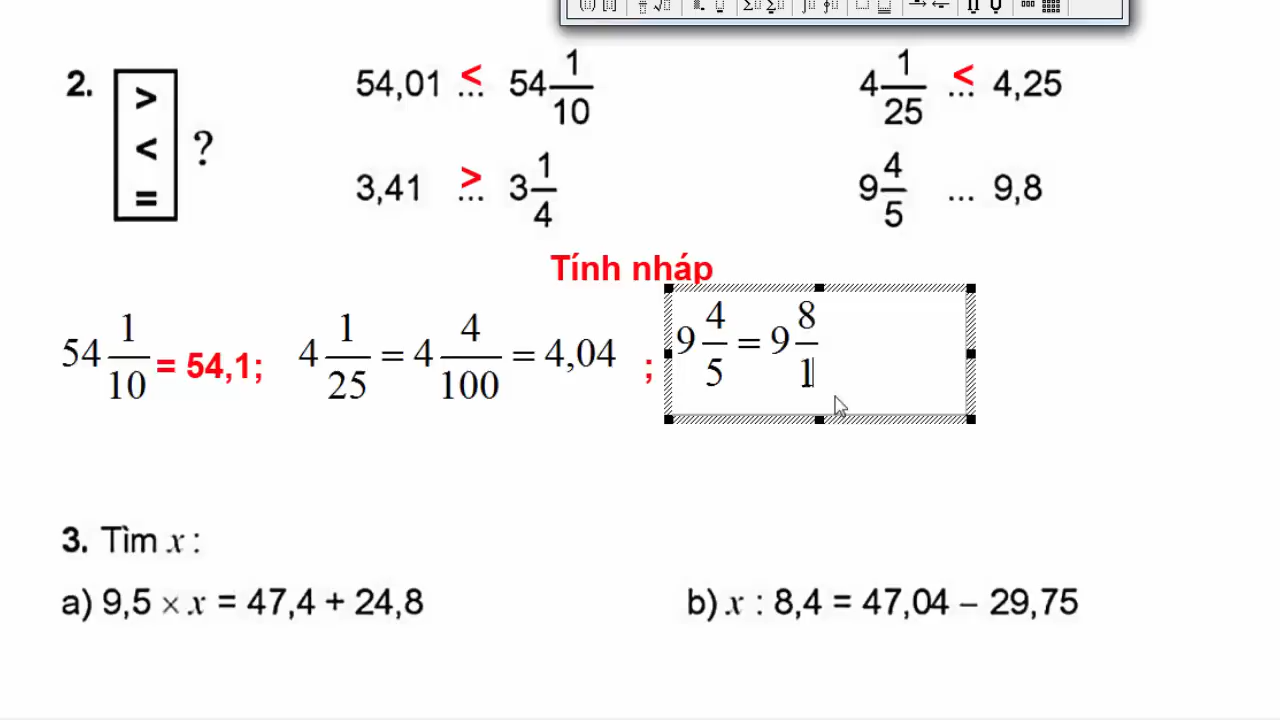 2. > < = ?
54,01 < ... 54 1/10
4 1/25 < ... 4,25
3,41 > ... 3 1/4
9 4/5 ... 9,8
Tính nháp
54 1/10 = 54,1; 4 1/25 = 4 4/100 = 4,04 ; 9 4/5 = 9 8/1
3. Tìm x :
a) 9,5 × x = 47,4 + 24,8
b) x : 8,4 = 47,04 – 29,75